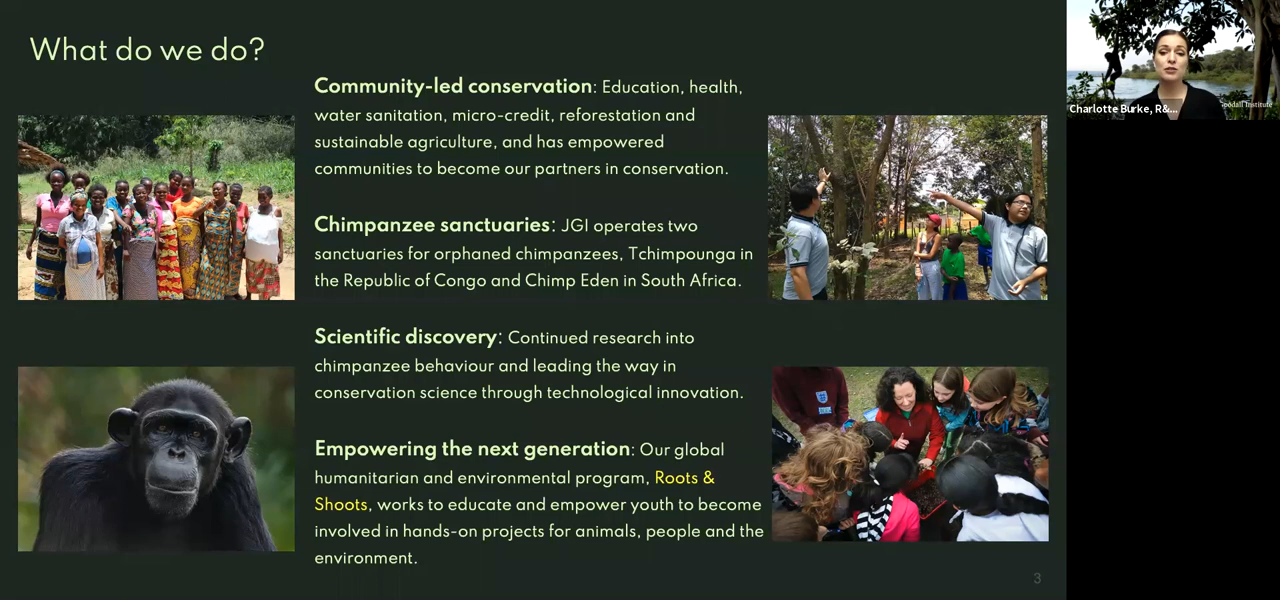 What do we do?
Community-led conservation: Education, health,
water sanitation, micro-credit, reforestation and
sustainable agriculture, and has empowered
communities to become our partners in conservation.
Chimpanzee sanctuaries: JGI operates two
sanctuaries for orphaned chimpanzees, Tchimpounga in
the Republic of Congo and Chimp Eden in South Africa.
Scientific discovery: Continued research into
chimpanzee behaviour and leading the way in
conservation science through technological innovation.
Empowering the next generation: Our global
humanitarian and environmental program, Roots &
Shoots, works to educate and empower youth to become
involved in hands-on projects for animals, people and the
environment.
3
Charlotte Burke, R&...
Institute